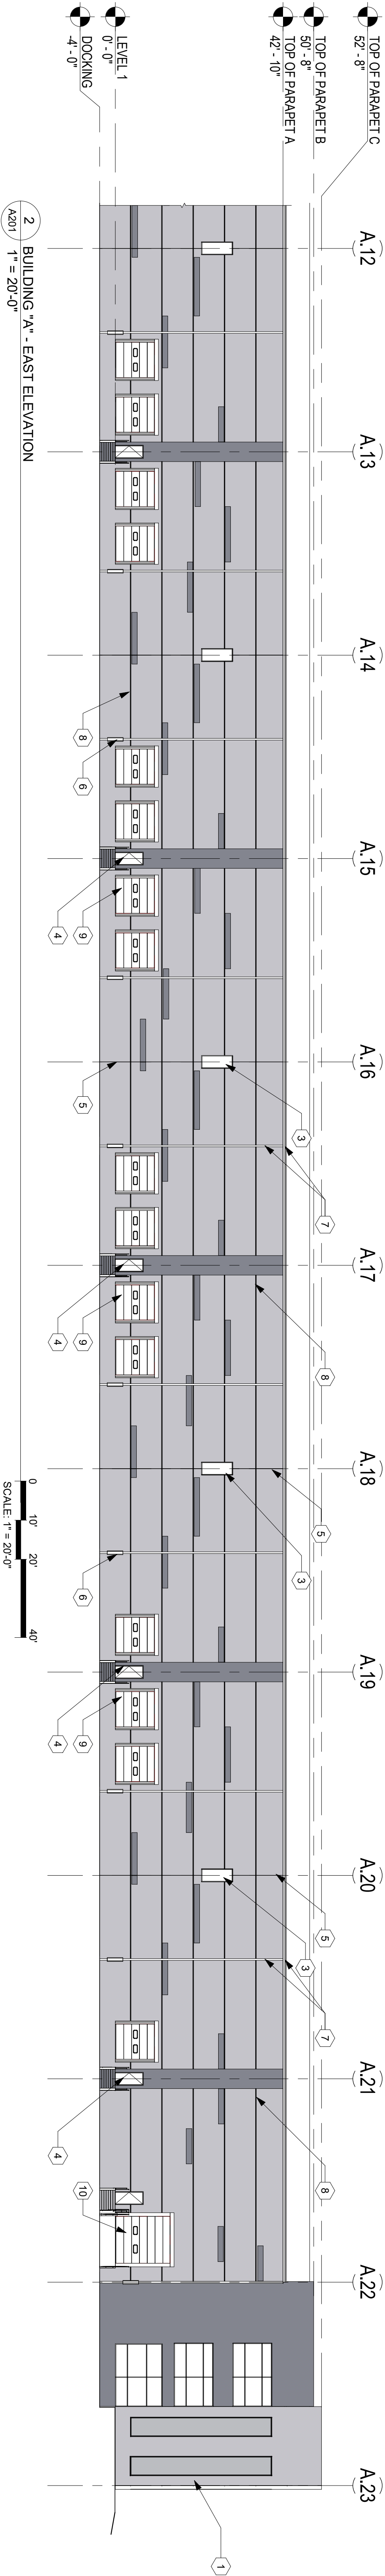 A.12
A.13
A.14
A.15
A.16
A.17
A.18
A.19
A.20
A.21
A.22
A.23
TOP OF PARAPET C
52' - 8"
TOP OF PARAPET B
50' - 8"
TOP OF PARAPET A
42' - 10"
LEVEL 1
0' - 0"
DOCKING
-4' - 0"
7
8
5
5
7
8
3
3
3
1
8
6
9
5
9
6
9
10
4
4
4
4
2
A201
BUILDING "A" - EAST ELEVATION
1" = 20'-0"
0 10' 20' 40'
SCALE: 1" = 20'-0"